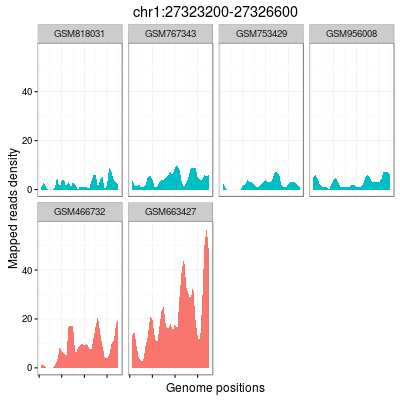 chr1:27323200-27326600
GSM818031 GSM767343 GSM753429 GSM956008
40
20
0
GSM466732 GSM663427
40
20
0
Mapped reads density
Genome positions